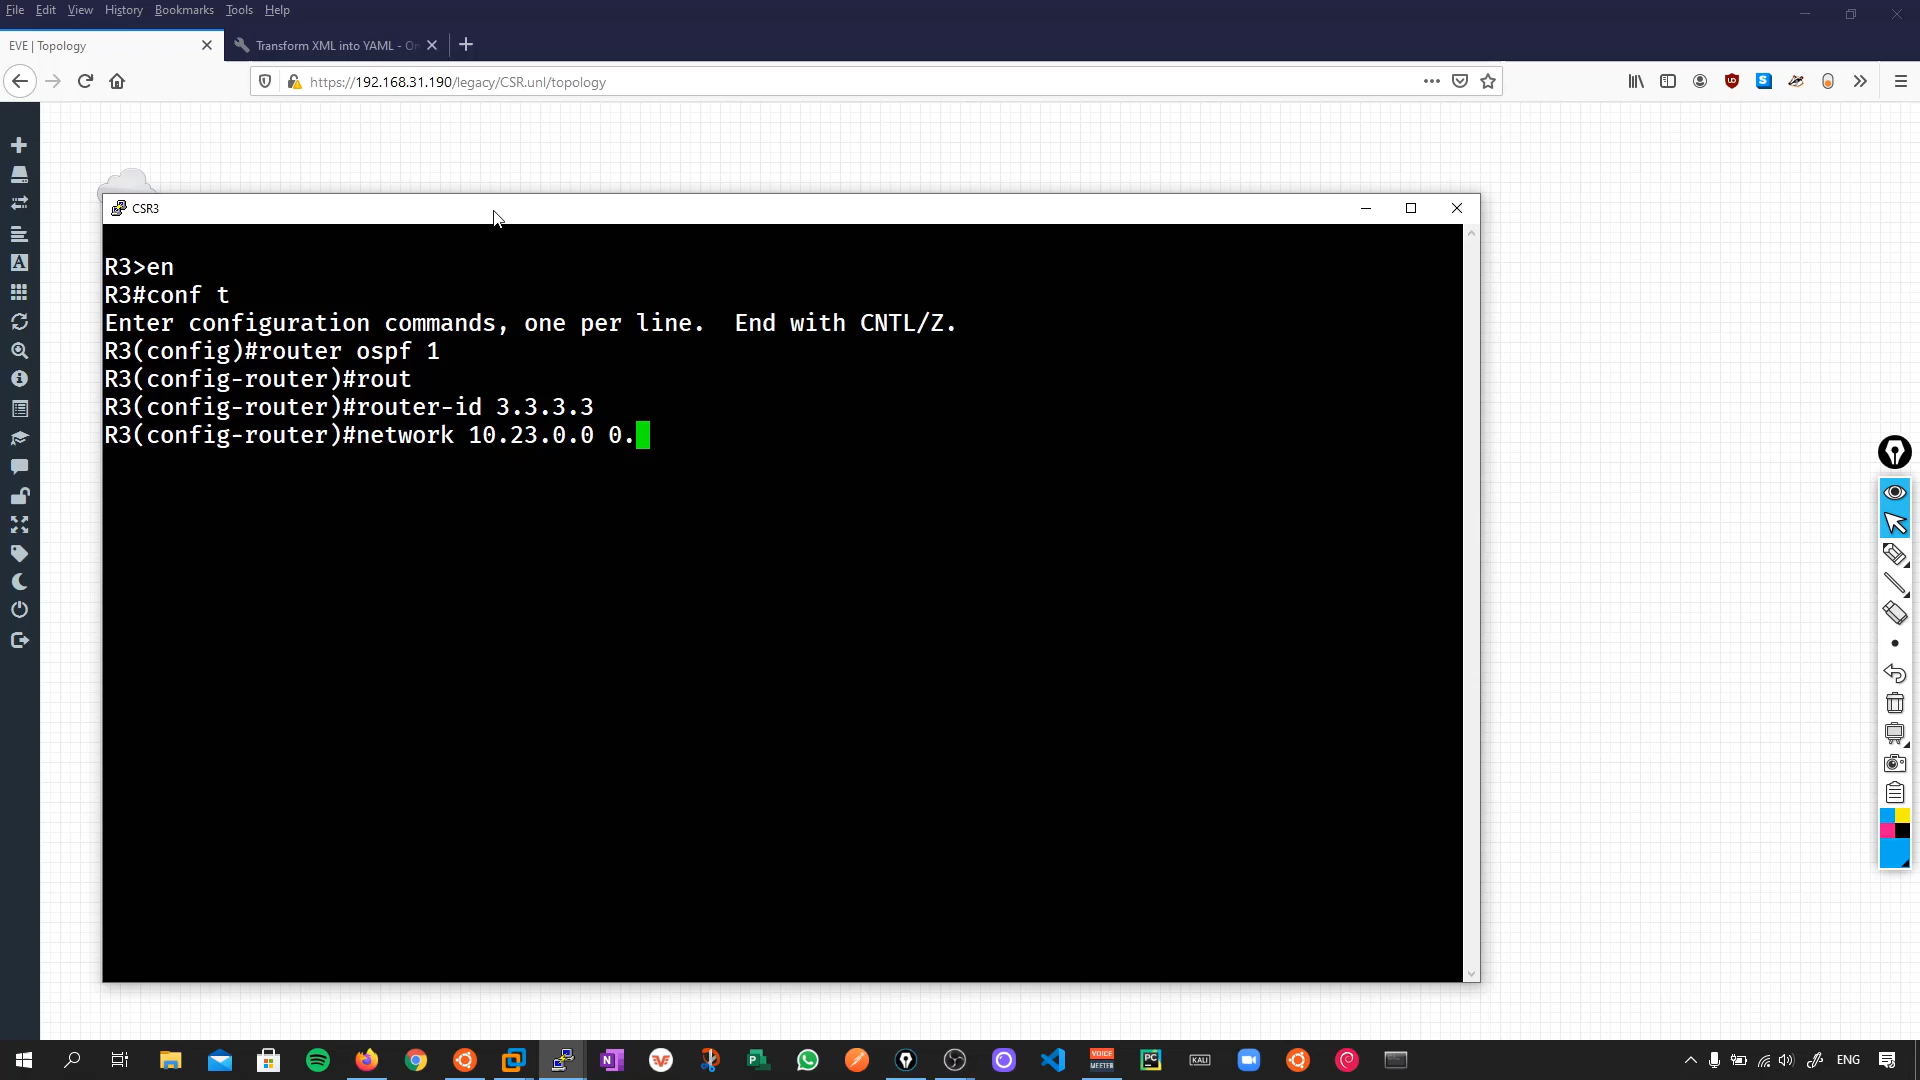 File Edit View History Bookmarks Tools Help
EVE | Topology
Transform XML into YAML - On
https://192.168.31.190/legacy/CSR.unl/topology
CSR3
R3>en
R3#conf t
Enter configuration commands, one per line.  End with CNTL/Z.
R3(config)#router ospf 1
R3(config-router)#rout
R3(config-router)#router-id 3.3.3.3
R3(config-router)#network 10.23.0.0 0.
ENG